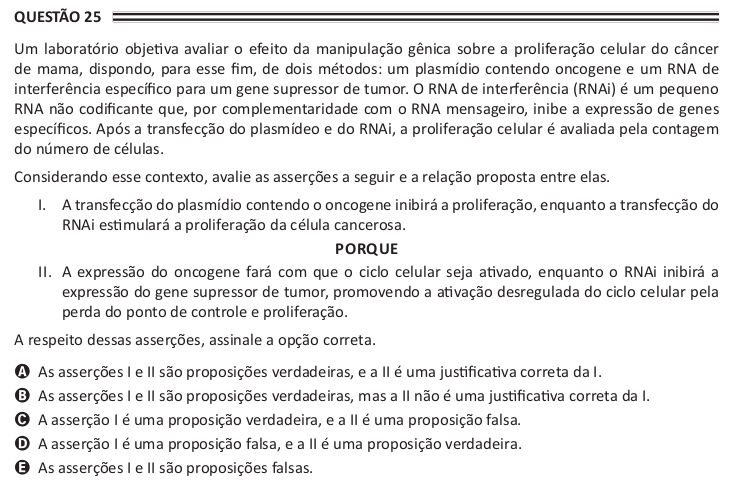 QUESTÃO 25
Um laboratório objetiva avaliar o efeito da manipulação gênica sobre a proliferação celular do câncer
de mama, dispondo, para esse fim, de dois métodos: um plasmídio contendo oncogene e um RNA de
interferência específico para um gene supressor de tumor. O RNA de interferência (RNAi) é um pequeno
RNA não codificante que, por complementaridade com o RNA mensageiro, inibe a expressão de genes
específicos. Após a transfecção do plasmídeo e do RNAi, a proliferação celular é avaliada pela contagem
do número de células.
Considerando esse contexto, avalie as asserções a seguir e a relação proposta entre elas.
I. A transfecção do plasmídio contendo o oncogene inibirá a proliferação, enquanto a transfecção do
RNAi estimulará a proliferação da célula cancerosa.
PORQUE
II. A expressão do oncogene fará com que o ciclo celular seja ativado, enquanto o RNAi inibirá a
expressão do gene supressor de tumor, promovendo a ativação desregulada do ciclo celular pela
perda do ponto de controle e proliferação.
A respeito dessas asserções, assinale a opção correta.
A As asserções I e II são proposições verdadeiras, e a II é uma justificativa correta da I.
B As asserções I e II são proposições verdadeiras, mas a II não é uma justificativa correta da I.
C A asserção I é uma proposição verdadeira, e a II é uma proposição falsa.
D A asserção I é uma proposição falsa, e a II é uma proposição verdadeira.
E As asserções I e II são proposições falsas.